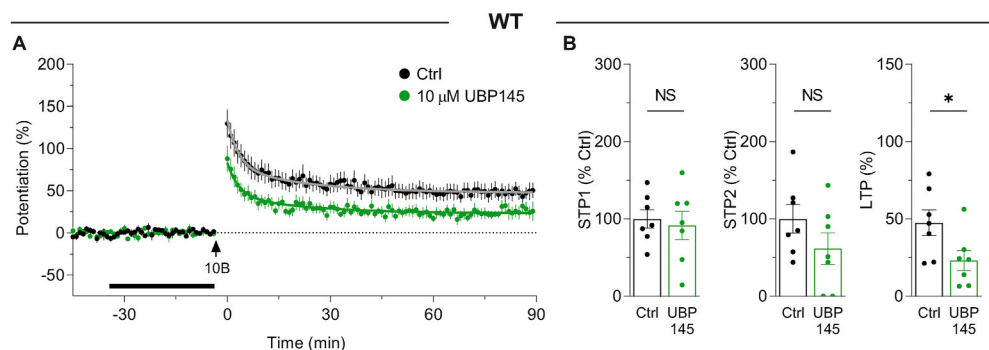 WT
A
200
150
100
50
0
-50
Potentiation (%)
Ctrl
10 μM UBP145
10B
-30
0
30
60
90
Time (min)
B
300
200
100
0
STP1 (% Ctrl)
NS
Ctrl
UBP
145
300
200
100
0
STP2 (% Ctrl)
NS
Ctrl
UBP
145
150
100
50
0
LTP (%)
*
Ctrl
UBP
145